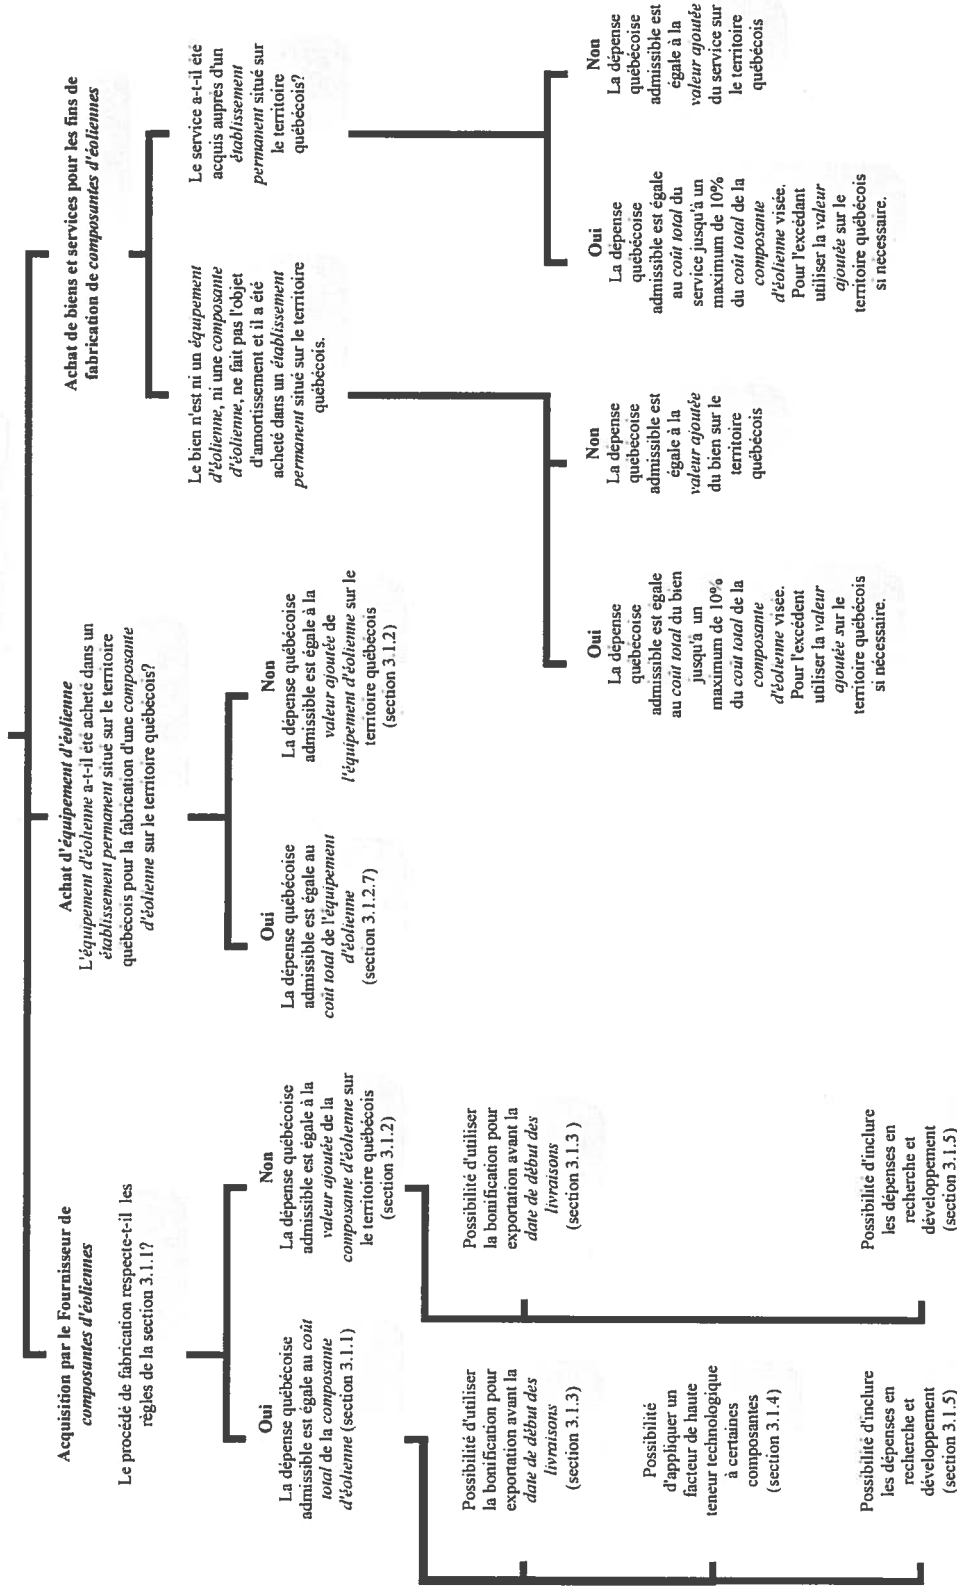 Acquisition par le Fournisseur de
composantes d'éoliennes
Le procédé de fabrication respecte-t-il les
règles de la section 3.1.1?
Oui
La dépense québécoise
admissible est égale au coût
total de la composante
d'éolienne (section 3.1.1)
Possibilité d'utiliser
la bonification pour
exportation avant la
date de début des
livraisons
(section 3.1.3)
Possibilité
d'appliquer un
facteur de haute
teneur technologique
à certaines
composantes
(section 3.1.4)
Possibilité d'inclure
les dépenses en
recherche et
développement
(section 3.1.5)
Non
La dépense québécoise
admissible est égale à la
valeur ajoutée de la
composante d'éolienne sur
le territoire québécois
(section 3.1.2)
Possibilité d'utiliser
la bonification pour
exportation avant la
date de début des
livraisons
(section 3.1.3 )
Possibilité d'inclure
les dépenses en
recherche et
développement
(section 3.1.5)
Achat d'équipement d'éolienne
L'équipement d'éolienne a-t-il été acheté dans un
établissement permanent situé sur le territoire
québécois pour la fabrication d'une composante
d'éolienne sur le territoire québécois?
Oui
La dépense québécoise
admissible est égale au
coût total de l'équipement
d'éolienne
(section 3.1.2.7)
Non
La dépense québécoise
admissible est égale à la
valeur ajoutée de
l'équipement d'éolienne sur le
territoire québécois
(section 3.1.2)
Achat de biens et services pour les fins de
fabrication de composantes d'éoliennes
Le bien n'est ni un équipement
d'éolienne, ni une composante
d'éolienne, ne fait pas l'objet
d'amortissement et il a été
acheté dans un établissement
permanent situé sur le territoire
québécois.
Oui
La dépense
québécoise
admissible est égale
au coût total du bien
jusqu'à un
maximum de 10%
du coût total de la
composante
d'éolienne visée.
Pour l'excédent
utiliser la valeur
ajoutée sur le
territoire québécois
si nécessaire.
Non
La dépense
québécoise
admissible est
égale à la
valeur ajoutée
du bien sur le
territoire
québécois
Le service a-t-il été
acquis auprès d'un
établissement
permanent situé sur
le territoire
québécois?
Oui
La dépense
québécoise
admissible est égale
au coût total du
service jusqu'à un
maximum de 10%
du coût total de la
composante
d'éolienne visée.
Pour l'excédant
utiliser la valeur
ajoutée sur le
territoire québécois
si nécessaire.
Non
La dépense
québécoise
admissible est
égale à la
valeur ajoutée
du service sur
le territoire
québécois